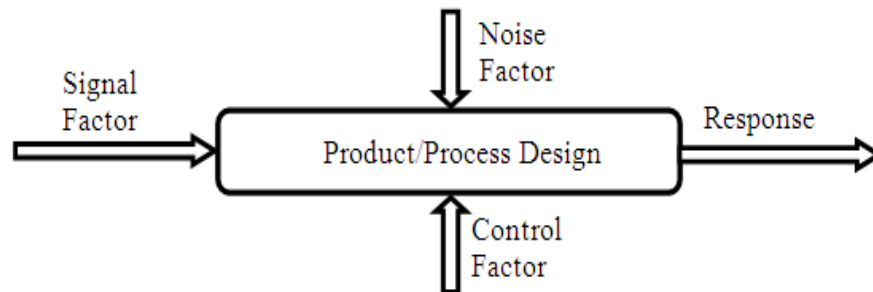 Noise
Factor
Signal
Factor
Product/Process Design
Response
Control
Factor